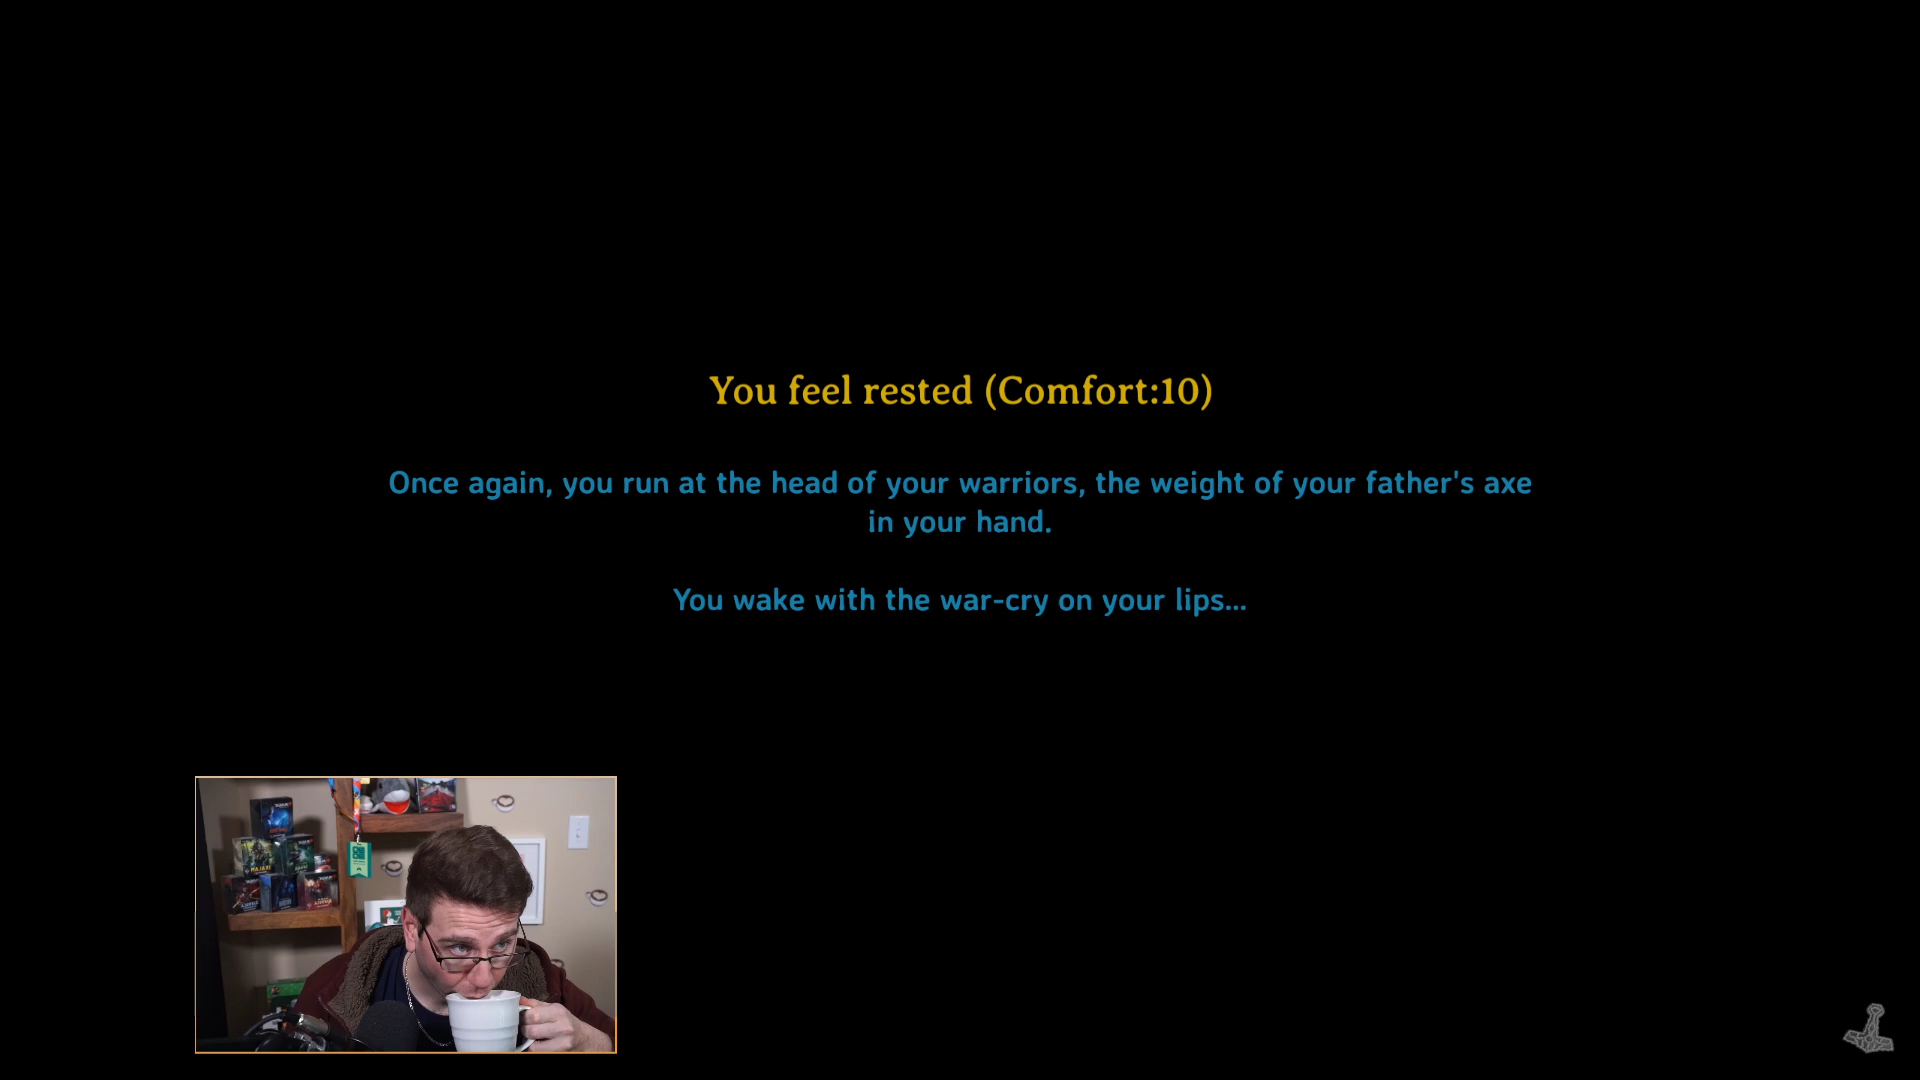 You feel rested (Comfort:10)
Once again, you run at the head of your warriors, the weight of your father's axe
in your hand.
You wake with the war-cry on your lips...